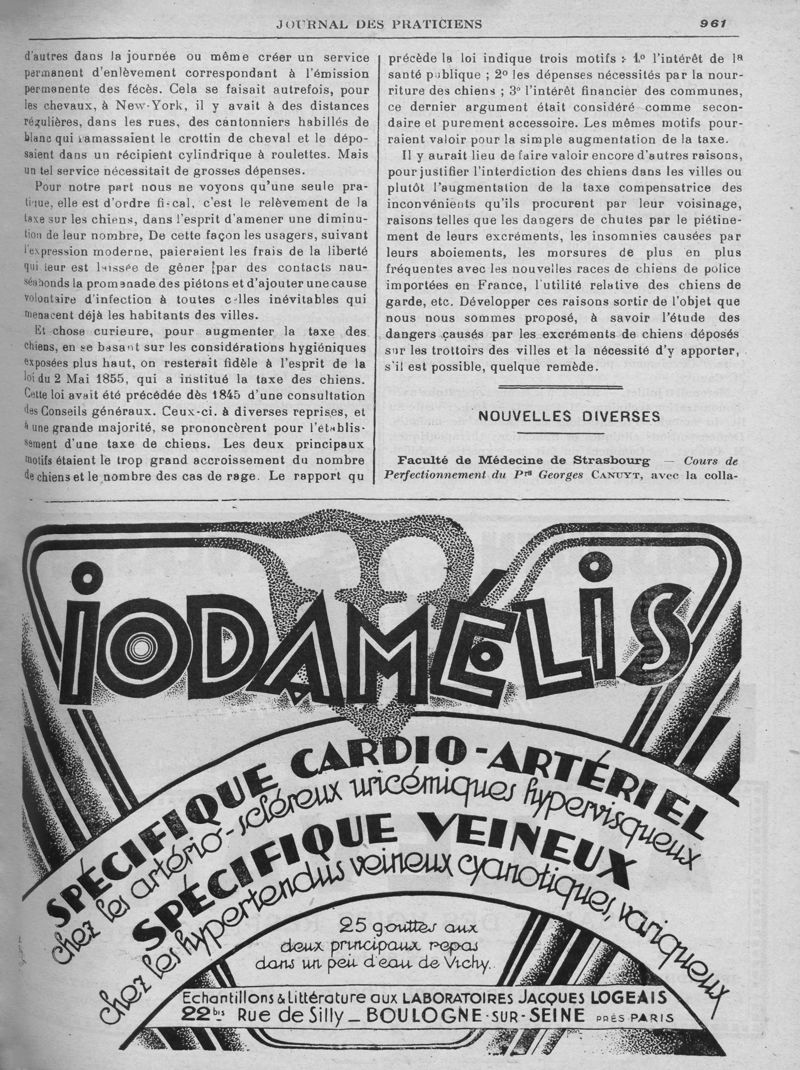 JOURNAL DES PRATICIENS 961
d'autres dans la journée ou même créer un service
permanent d'enlèvement correspondant à l'émission
permanente des fécès. Cela se faisait autrefois, pour
les chevaux, à New-York, il y avait à des distances
régulières, dans les rues, des cantonniers habillés de
blanc qui ramassaient le crottin de cheval et le dépo-
saient dans un récipient cylindrique à roulettes. Mais
un tel service nécessitait de grosses dépenses.
Pour notre part nous ne voyons qu'une seule pra-
tique, elle est d'ordre fiscal, c'est le relèvement de la
taxe sur les chiens, dans l'esprit d'amener une diminu-
tion de leur nombre, De cette façon les usagers, suivant
l'expression moderne, paieraient les frais de la liberté
qui leur est laissée de gêner [par des contacts nau-
séabonds la promenade des piétons et d'ajouter une cause
volontaire d'infection à toutes celles inévitables qui
menacent déjà les habitants des villes.
Et chose curieure, pour augmenter la taxe des
chiens, en se basant sur les considérations hygiéniques
exposées plus haut, on resterait fidèle à l'esprit de la
loi du 2 Mai 1855, qui a institué la taxe des chiens.
Cette loi avait été précédée dès 1845 d'une consultation
des Conseils généraux. Ceux-ci. à diverses reprises, et
à une grande majorité, se prononcèrent pour l'établis-
sement d'une taxe de chiens. Les deux principaux
motifs étaient le trop grand accroissement du nombre
de chiens et le nombre des cas de rage. Le rapport qu
précède la loi indique trois motifs : 1.° l'intérêt de la
santé publique ; 2° les dépenses nécessités par la nour-
riture des chiens ; 3° l'intérêt financier des communes,
ce dernier argument était considéré comme secon-
daire et purement accessoire. Les mêmes motifs pour-
raient valoir pour la simple augmentation de la taxe.
Il y aurait lieu de faire valoir encore d'autres raisons,
pour justifier l'interdiction des chiens dans les villes ou
plutôt l'augmentation de la taxe compensatrice des
inconvénients qu'ils procurent par leur voisinage,
raisons telles que les dangers de chutes par le piétine-
ment de leurs excréments, les insomnies causées par
leurs aboiements, les morsures de plus en plus
fréquentes avec les nouvelles races de chiens de police
importées en France, l'utilité relative des chiens de
garde, etc. Développer ces raisons sortir de l'objet que
nous nous sommes proposé, à savoir l'étude des
dangers causés par les excréments de chiens déposés
sur les trottoirs des villes et la nécessité d'y apporter,
s'il est possible, quelque remède.
NOUVELLES DIVERSES
Faculté de Médecine de Strasbourg — Cours de
Perfectionnement du Prs Georges CANUYT, avec la colla-
IODAMÉLIS
SPÉCIFIQUE CARDIO-ARTÉRIEL
chez les artério-scléreux uricémiques hypervisqueux
SPÉCIFIQUE VEINEUX
chez les hypertendus veineux cyanotiques, variqueux
25 gouttes aux
deux principaux repas
dans un peu d'eau de Vichy.
Echantillons & Littérature aux LABORATOIRES JACQUES LOGEAIS
22bis Rue de Silly - BOULOGNE-SUR-SEINE PRÈS PARIS